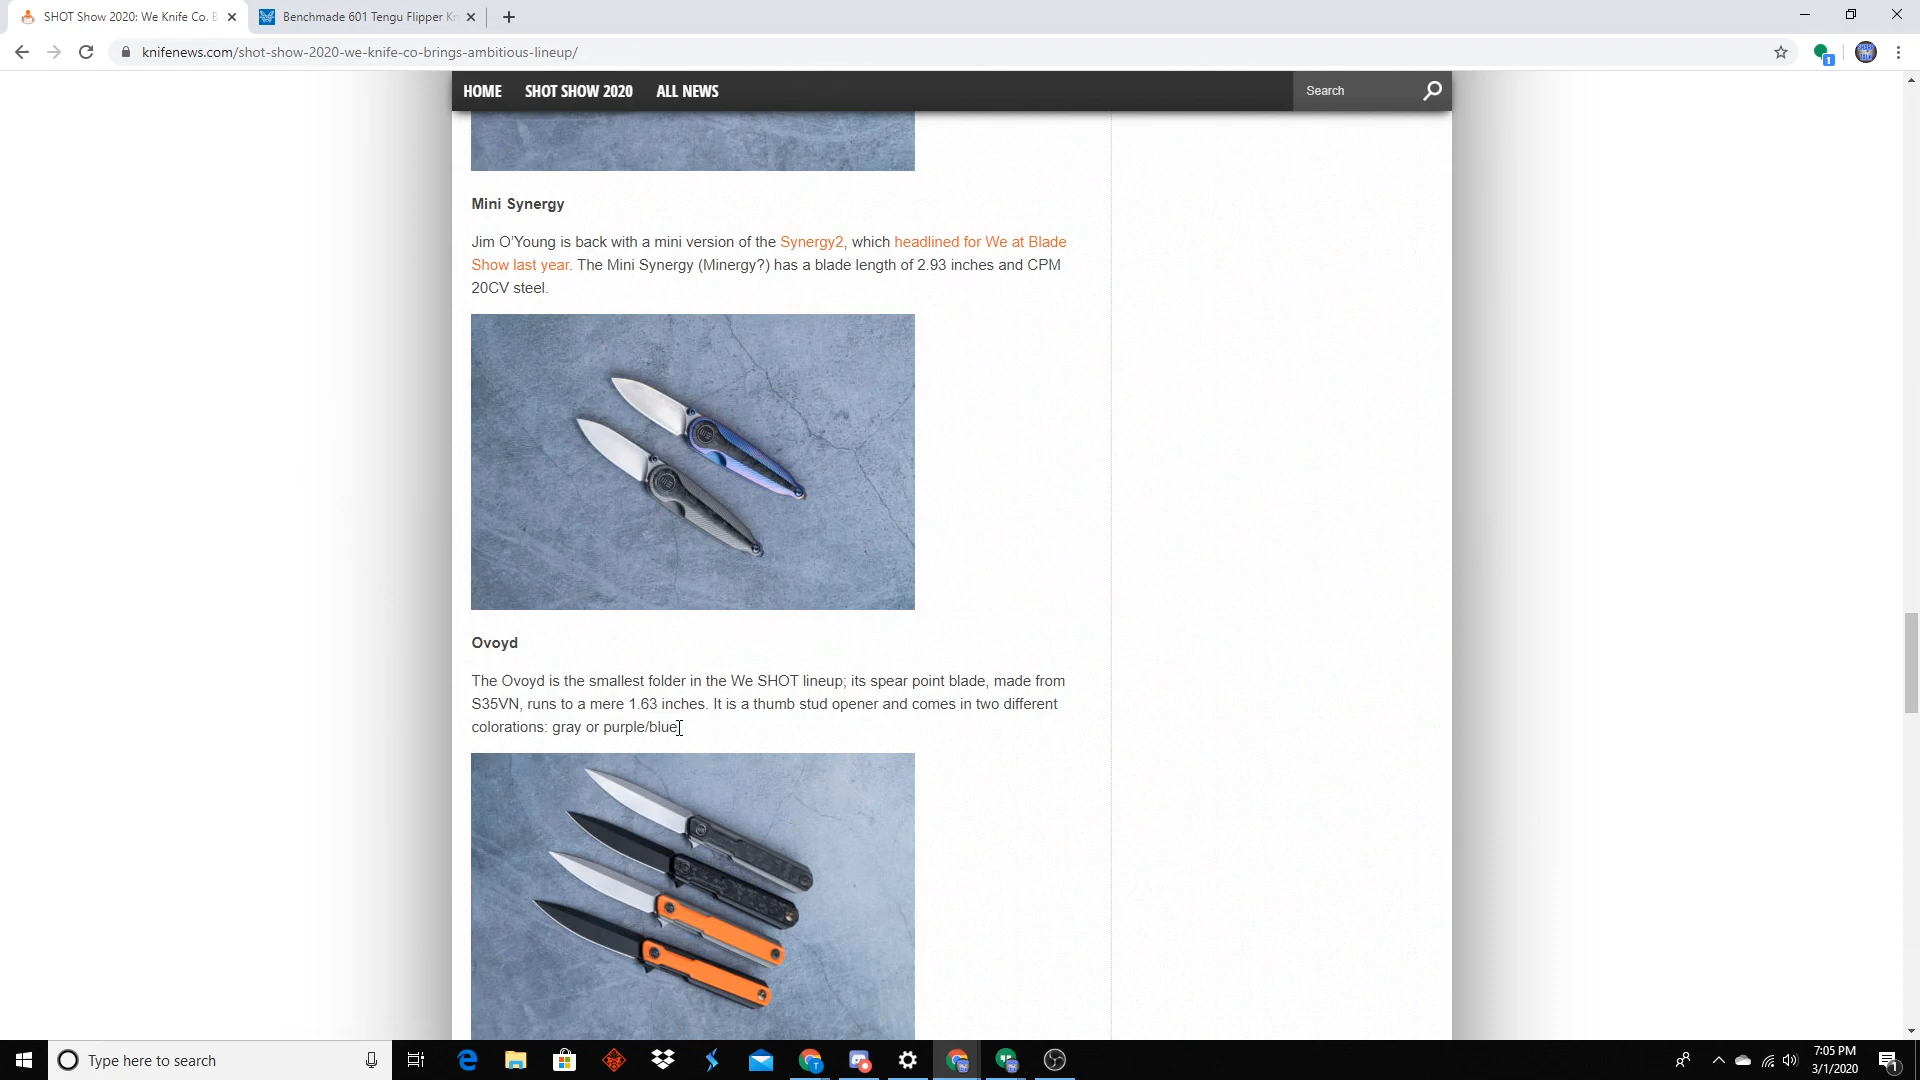 SHOT Show 2020: We Knife Co. B
Benchmade 601 Tengu Flipper Kn
knifenews.com/shot-show-2020-we-knife-co-brings-ambitious-lineup/
1
HOME SHOT SHOW 2020 ALL NEWS Search
Mini Synergy
Jim O’Young is back with a mini version of the Synergy2, which headlined for We at Blade
Show last year. The Mini Synergy (Minergy?) has a blade length of 2.93 inches and CPM
20CV steel.
Ovoyd
The Ovoyd is the smallest folder in the We SHOT lineup; its spear point blade, made from
S35VN, runs to a mere 1.63 inches. It is a thumb stud opener and comes in two different
colorations: gray or purple/blue
Type here to search
7:05 PM
3/1/2020
1